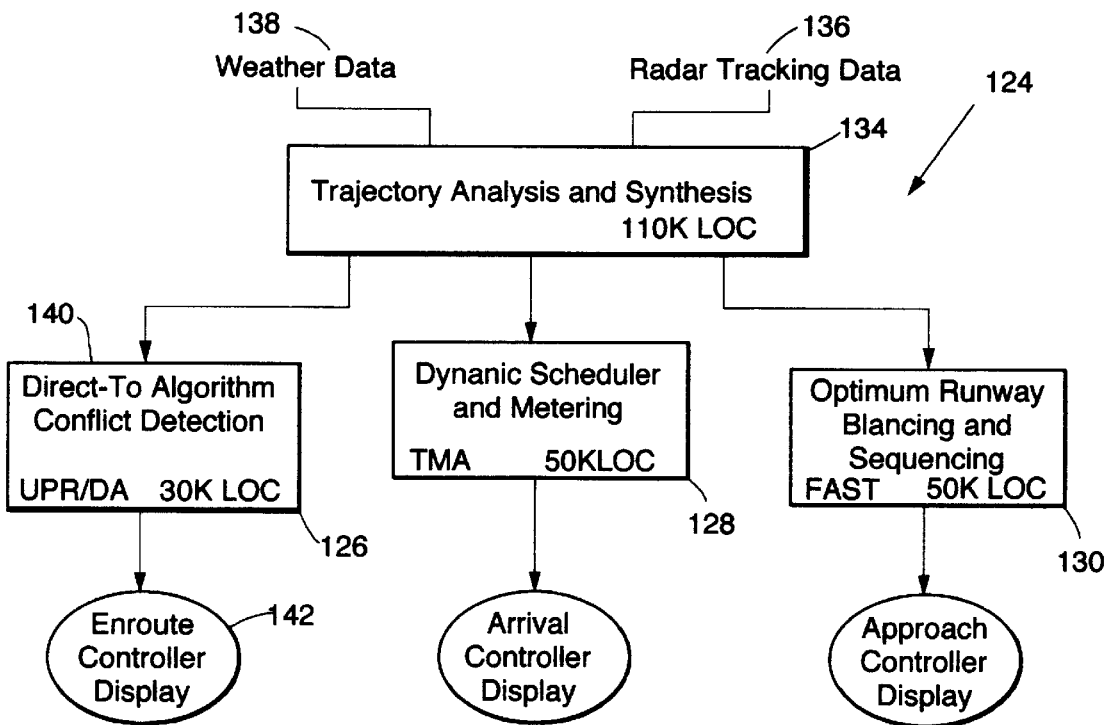 138
Weather Data
136
Radar Tracking Data
124
134
Trajectory Analysis and Synthesis
110K LOC
140
Direct-To Algorithm
Conflict Detection
UPR/DA 30K LOC
126
Dynanic Scheduler
and Metering
TMA 50KLOC
128
Optimum Runway
Blancing and
Sequencing
FAST 50K LOC
130
Enroute
Controller
Display
142
Arrival
Controller
Display
Approach
Controller
Display